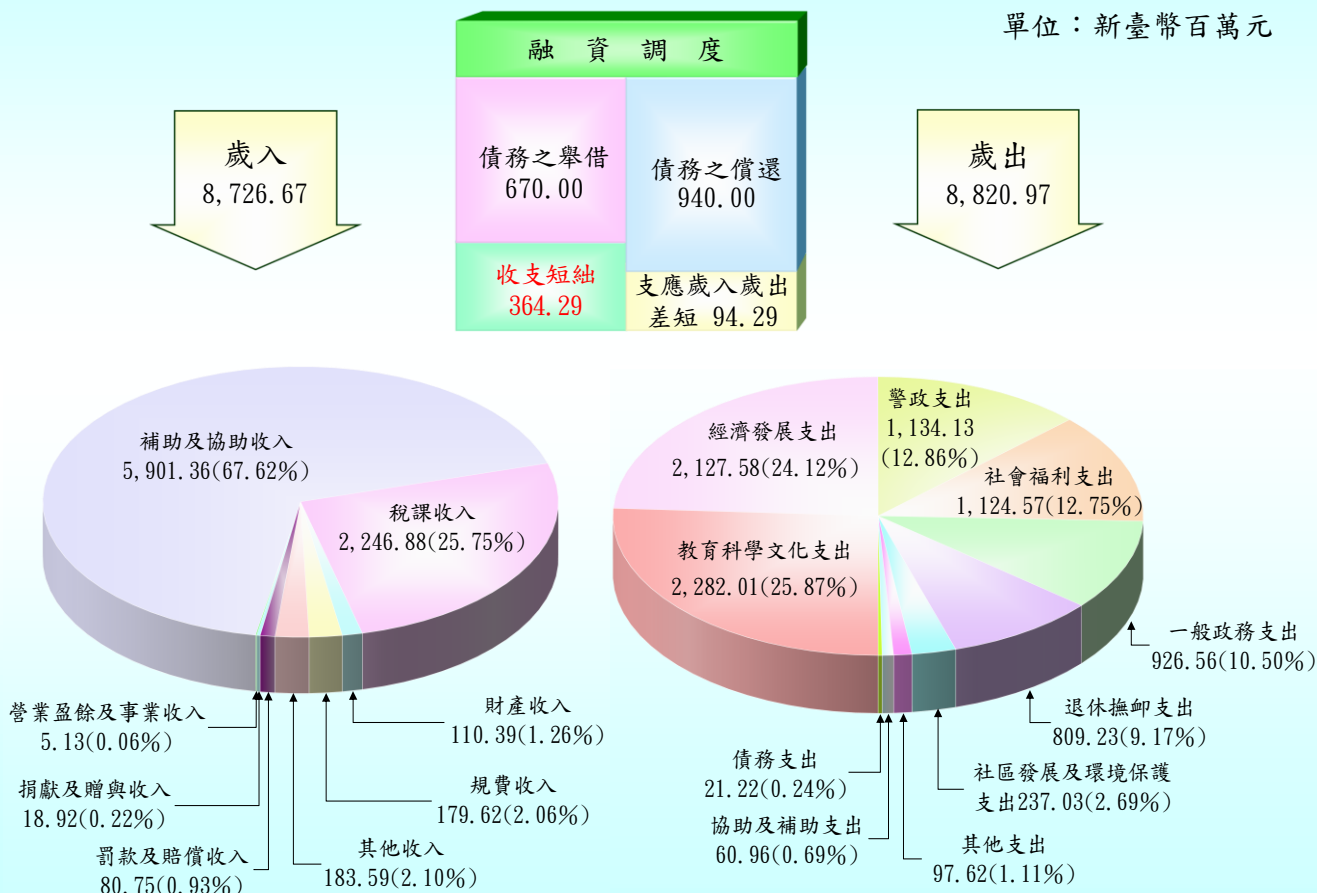 單位：新臺幣百萬元
融資調度
歲入
8,726.67
債務之舉借
670.00
債務之償還
940.00
歲出
8,820.97
收支短絀
364.29
支應歲入歲出
差短 94.29
補助及協助收入
5,901.36(67.62%)
稅課收入
2,246.88(25.75%)
營業盈餘及事業收入
5.13(0.06%)
捐獻及贈與收入
18.92(0.22%)
罰款及賠償收入
80.75(0.93%)
其他收入
183.59(2.10%)
規費收入
179.62(2.06%)
財產收入
110.39(1.26%)
經濟發展支出
2,127.58(24.12%)
警政支出
1,134.13
(12.86%)
社會福利支出
1,124.57(12.75%)
教育科學文化支出
2,282.01(25.87%)
一般政務支出
926.56(10.50%)
退休撫卹支出
809.23(9.17%)
社區發展及環境保護
支出237.03(2.69%)
其他支出
97.62(1.11%)
協助及補助支出
60.96(0.69%)
債務支出
21.22(0.24%)